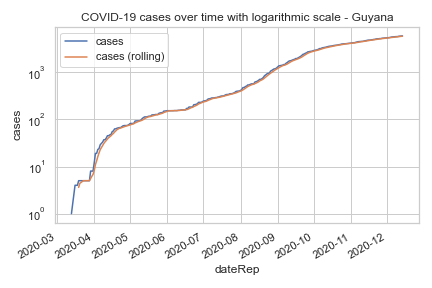 COVID-19 cases over time with logarithmic scale - Guyana
cases
cases (rolling)
10³
10²
10¹
10⁰
cases
2020-03
2020-04
2020-05
2020-06
2020-07
2020-08
2020-09
2020-10
2020-11
2020-12
dateRep